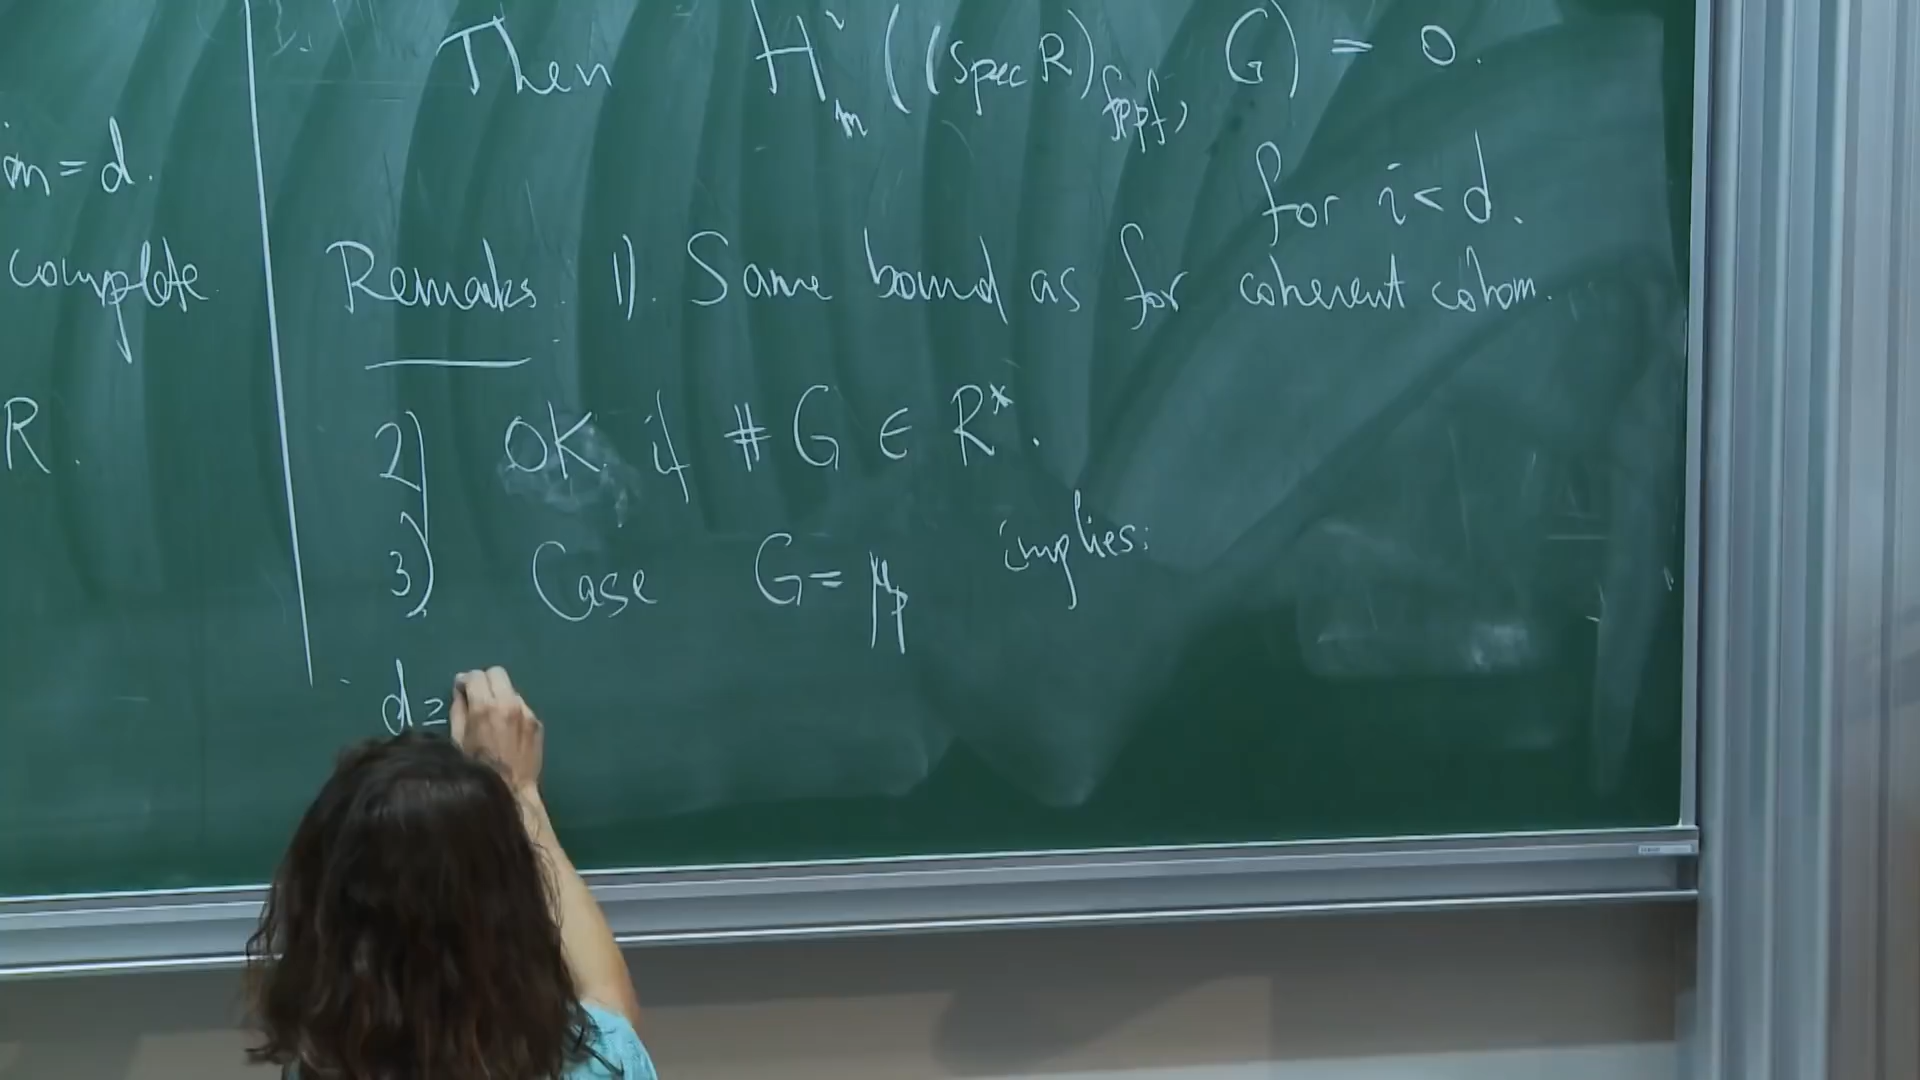 m = d.
complete
R.
Then H^i_m ((Spec R)_fppf, G) = 0.
for i < d.
Remarks. 1). Same bound as for coherent cohom.
2) OK if # G ∈ R^*.
3) Case G = μ_p implies:
d ≥